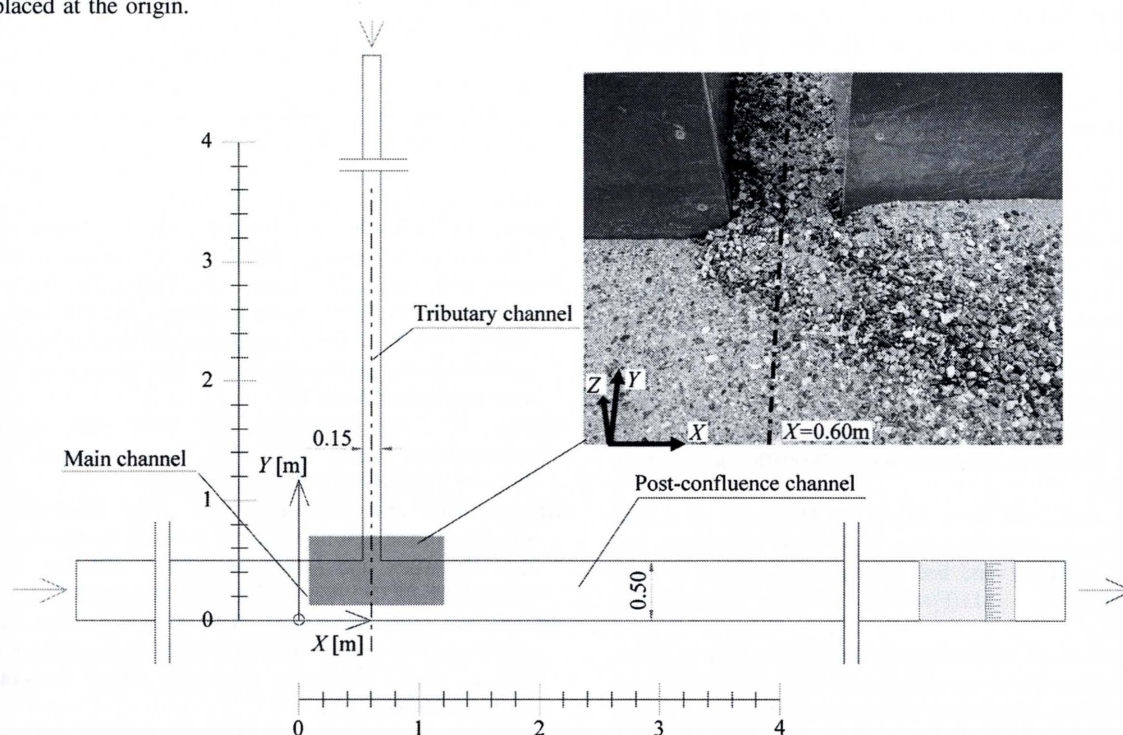 placed at the origin.
4
3
2
1
0
Tributary channel
0.15
Main channel
Y [m]
X [m]
Z
Y
X
X=0.60m
Post-confluence channel
0.50
0
1
2
3
4